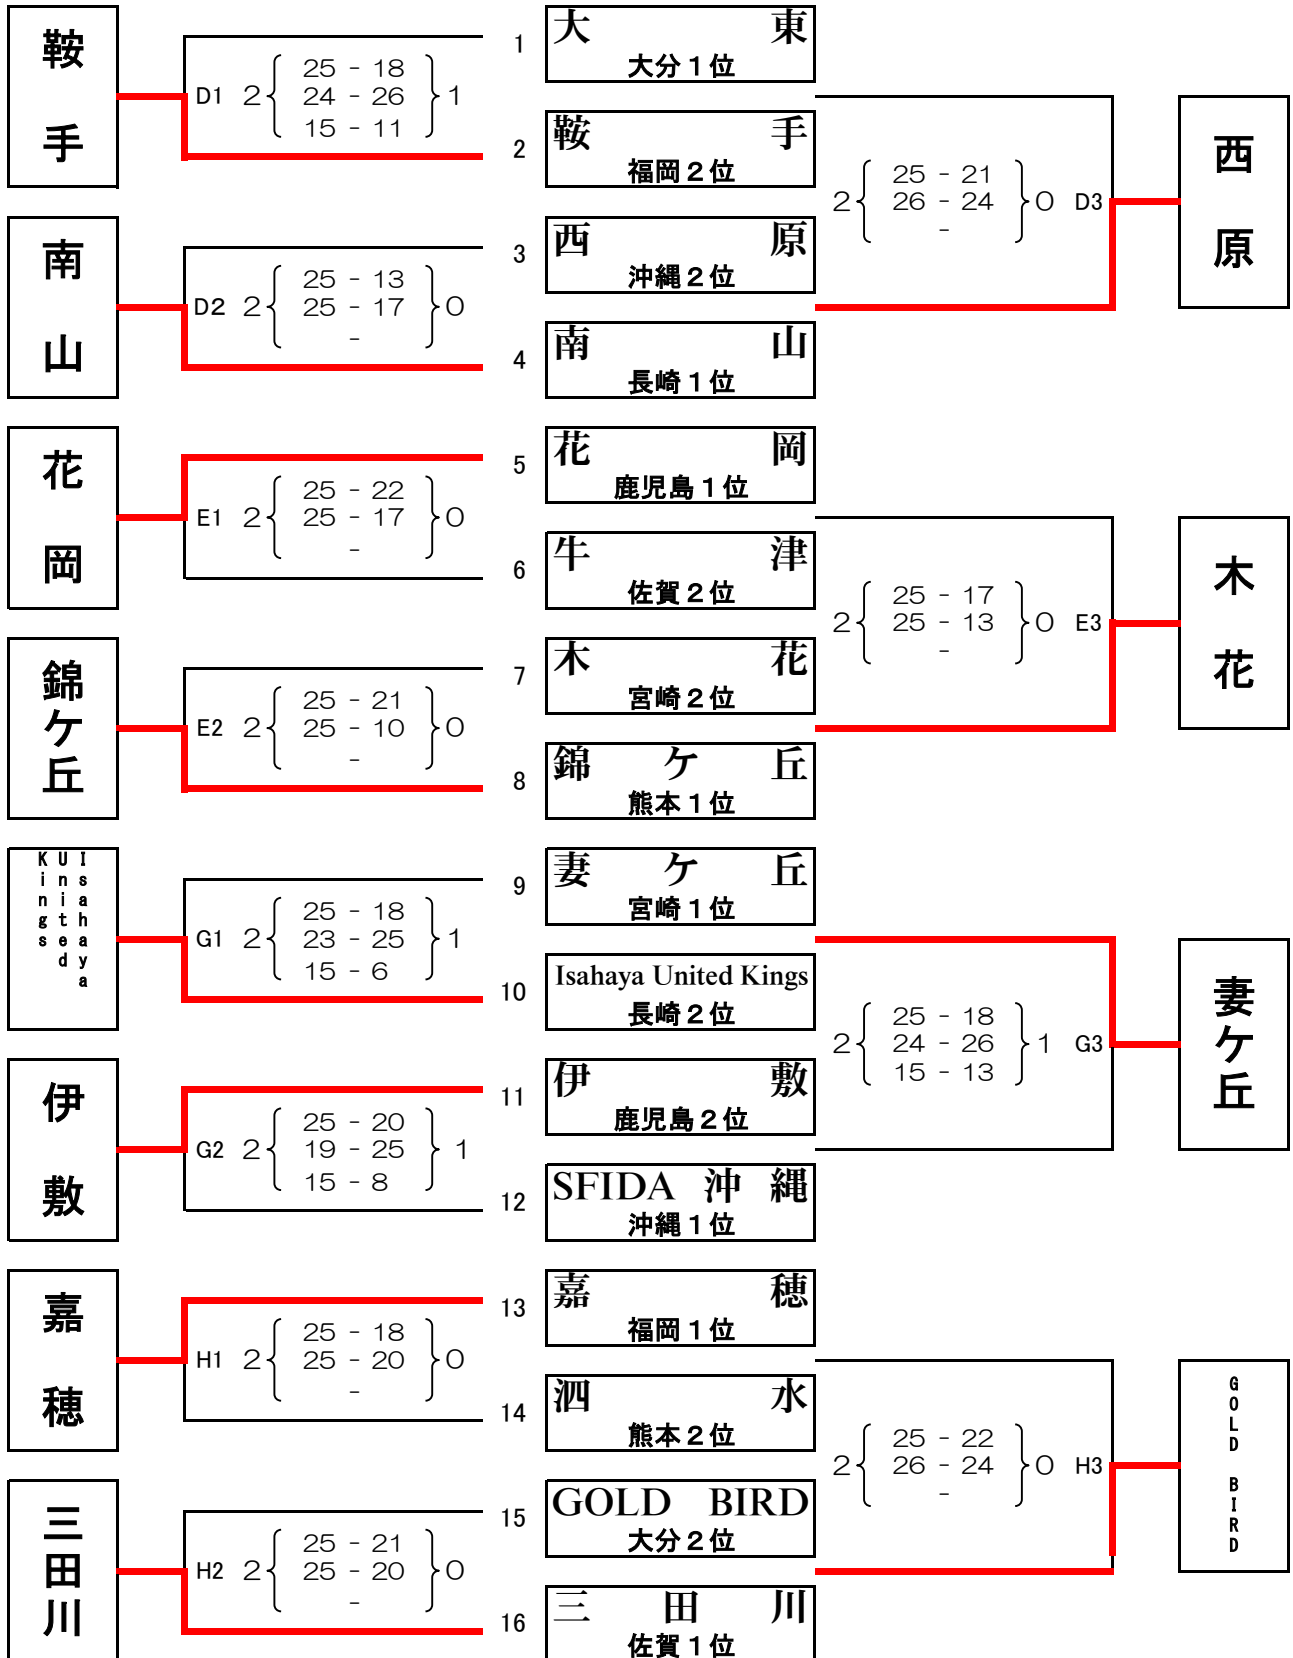 鞍手
D1 2 { 25 - 18 } 1
24 - 26
15 - 11
南山
D2 2 { 25 - 13 } 0
25 - 17
-
花岡
E1 2 { 25 - 22 } 0
25 - 17
-
錦ケ丘
E2 2 { 25 - 21 } 0
25 - 10
-
Isahaya United Kings
G1 2 { 25 - 18 } 1
23 - 25
15 - 6
伊敷
G2 2 { 25 - 20 } 1
19 - 25
15 - 8
嘉穂
H1 2 { 25 - 18 } 0
25 - 20
-
三田川
H2 2 { 25 - 21 } 0
25 - 20
-
1 大東
大分1位
2 鞍手
福岡2位
3 西原
沖縄2位
4 南山
長崎1位
5 花岡
鹿児島1位
6 牛津
佐賀2位
7 木花
宮崎2位
8 錦ケ丘
熊本1位
9 妻ケ丘
宮崎1位
10 Isahaya United Kings
長崎2位
11 伊敷
鹿児島2位
12 SFIDA 沖縄
沖縄1位
13 嘉穂
福岡1位
14 泗水
熊本2位
15 GOLD BIRD
大分2位
16 三田川
佐賀1位
2 { 25 - 21 } 0 D3
26 - 24
-
西原
2 { 25 - 17 } 0 E3
25 - 13
-
木花
2 { 25 - 18 } 1 G3
24 - 26
15 - 13
妻ケ丘
2 { 25 - 22 } 0 H3
26 - 24
-
GOLD BIRD